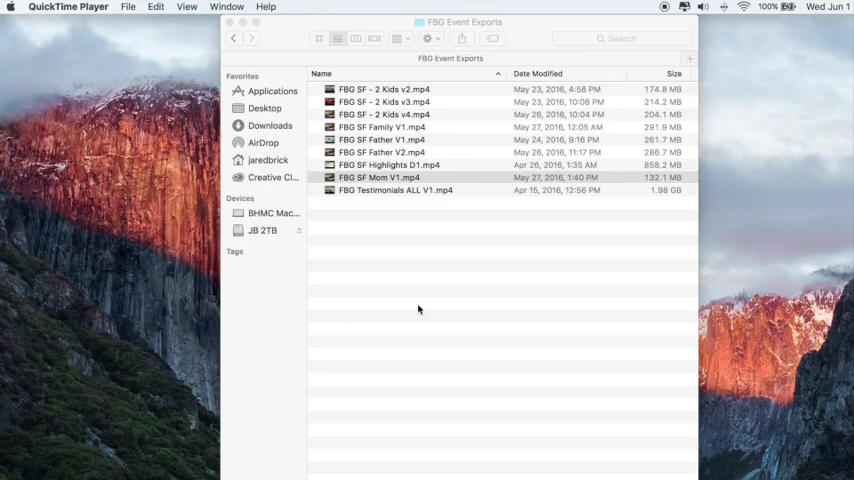 QuickTime Player File Edit View Window Help 100% Wed Jun 1
FBG Event Exports
Search
FBG Event Exports
Favorites
Applications
Desktop
Downloads
AirDrop
jaredbrick
Creative Cl...
Devices
BHMC Mac...
JB 2TB
Tags
Name Date Modified Size
FBG SF - 2 Kids v2.mp4 May 23, 2016, 4:58 PM 174.8 MB
FBG SF - 2 Kids v3.mp4 May 23, 2016, 10:08 PM 214.2 MB
FBG SF - 2 Kids v4.mp4 May 26, 2016, 10:04 PM 204.1 MB
FBG SF Family V1.mp4 May 27, 2016, 12:05 AM 291.9 MB
FBG SF Father V1.mp4 May 24, 2016, 9:16 PM 261.7 MB
FBG SF Father V2.mp4 May 26, 2016, 11:17 PM 286.7 MB
FBG SF Highlights D1.mp4 Apr 26, 2016, 1:35 AM 858.2 MB
FBG SF Mom V1.mp4 May 27, 2016, 1:40 PM 132.1 MB
FBG Testimonials ALL V1.mp4 Apr 15, 2016, 12:56 PM 1.98 GB